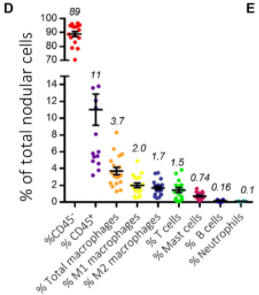 D
E
% of total nodular cells
100
90
80
70
14
12
10
8
6
4
2
0
89
11
3.7
2.0
1.7
1.5
0.74
0.16
0.1
%CD45-
% CD45+
% Total macrophages
% M1 macrophages
% M2 macrophages
% T cells
% Mast cells
% B cells
% Neutrophils